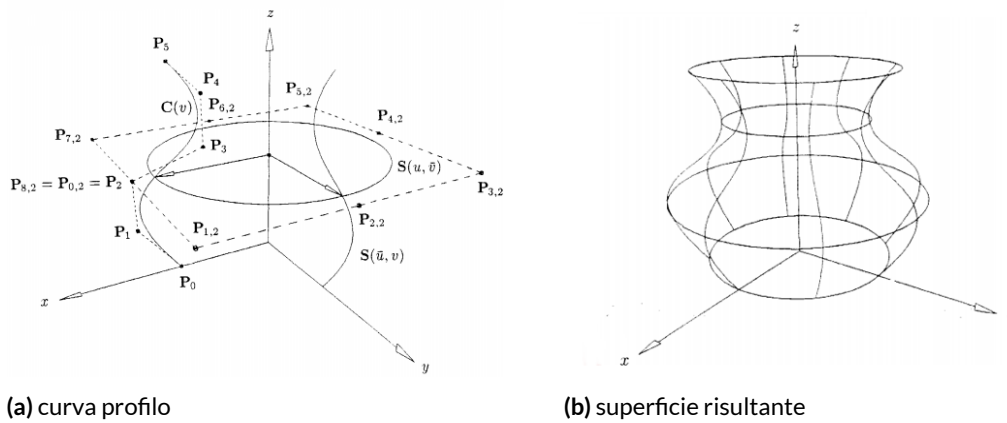 z
P₅
P₄
C(v)
P₆,₂
P₅,₂
P₄,₂
P₇,₂
P₃
S(u, v̄)
P₈,₂ = P₀,₂ = P₂
P₃,₂
P₁
P₁,₂
P₂,₂
S(ū, v)
P₀
x
y
z
x
(a) curva profilo
(b) superficie risultante